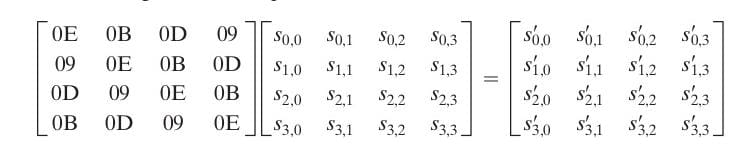 0E 0B 0D 09 s0,0 s0,1 s0,2 s0,3 s′0,0 s′0,1 s′0,2 s′0,3
09 0E 0B 0D s1,0 s1,1 s1,2 s1,3 = s′1,0 s′1,1 s′1,2 s′1,3
0D 09 0E 0B s2,0 s2,1 s2,2 s2,3 s′2,0 s′2,1 s′2,2 s′2,3
0B 0D 09 0E s3,0 s3,1 s3,2 s3,3 s′3,0 s′3,1 s′3,2 s′3,3